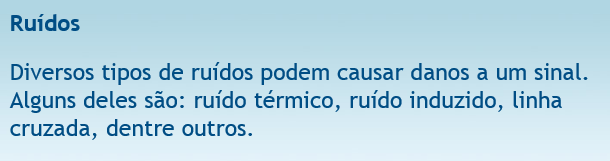 Ruídos
Diversos tipos de ruídos podem causar danos a um sinal.
Alguns deles são: ruído térmico, ruído induzido, linha
cruzada, dentre outros.